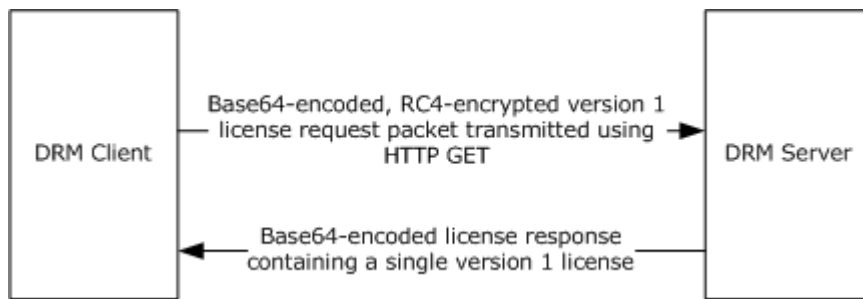 DRM Client
Base64-encoded, RC4-encrypted version 1
license request packet transmitted using
HTTP GET
DRM Server
Base64-encoded license response
containing a single version 1 license